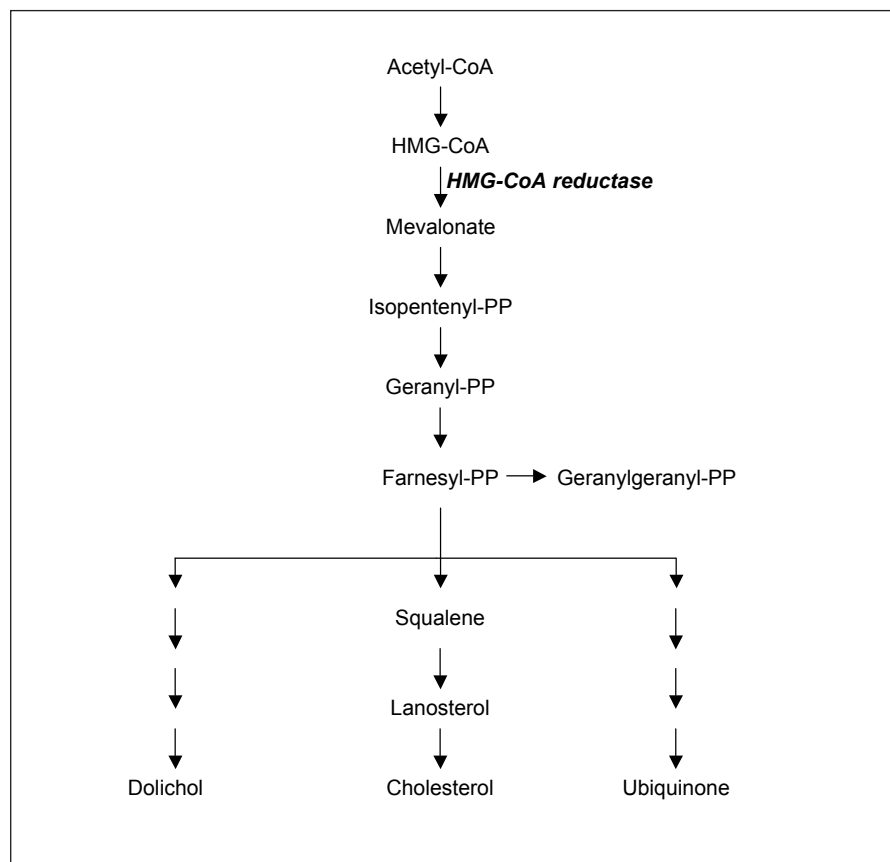 Acetyl-CoA
HMG-CoA
HMG-CoA reductase
Mevalonate
Isopentenyl-PP
Geranyl-PP
Farnesyl-PP
Geranylgeranyl-PP
Squalene
Lanosterol
Dolichol
Cholesterol
Ubiquinone